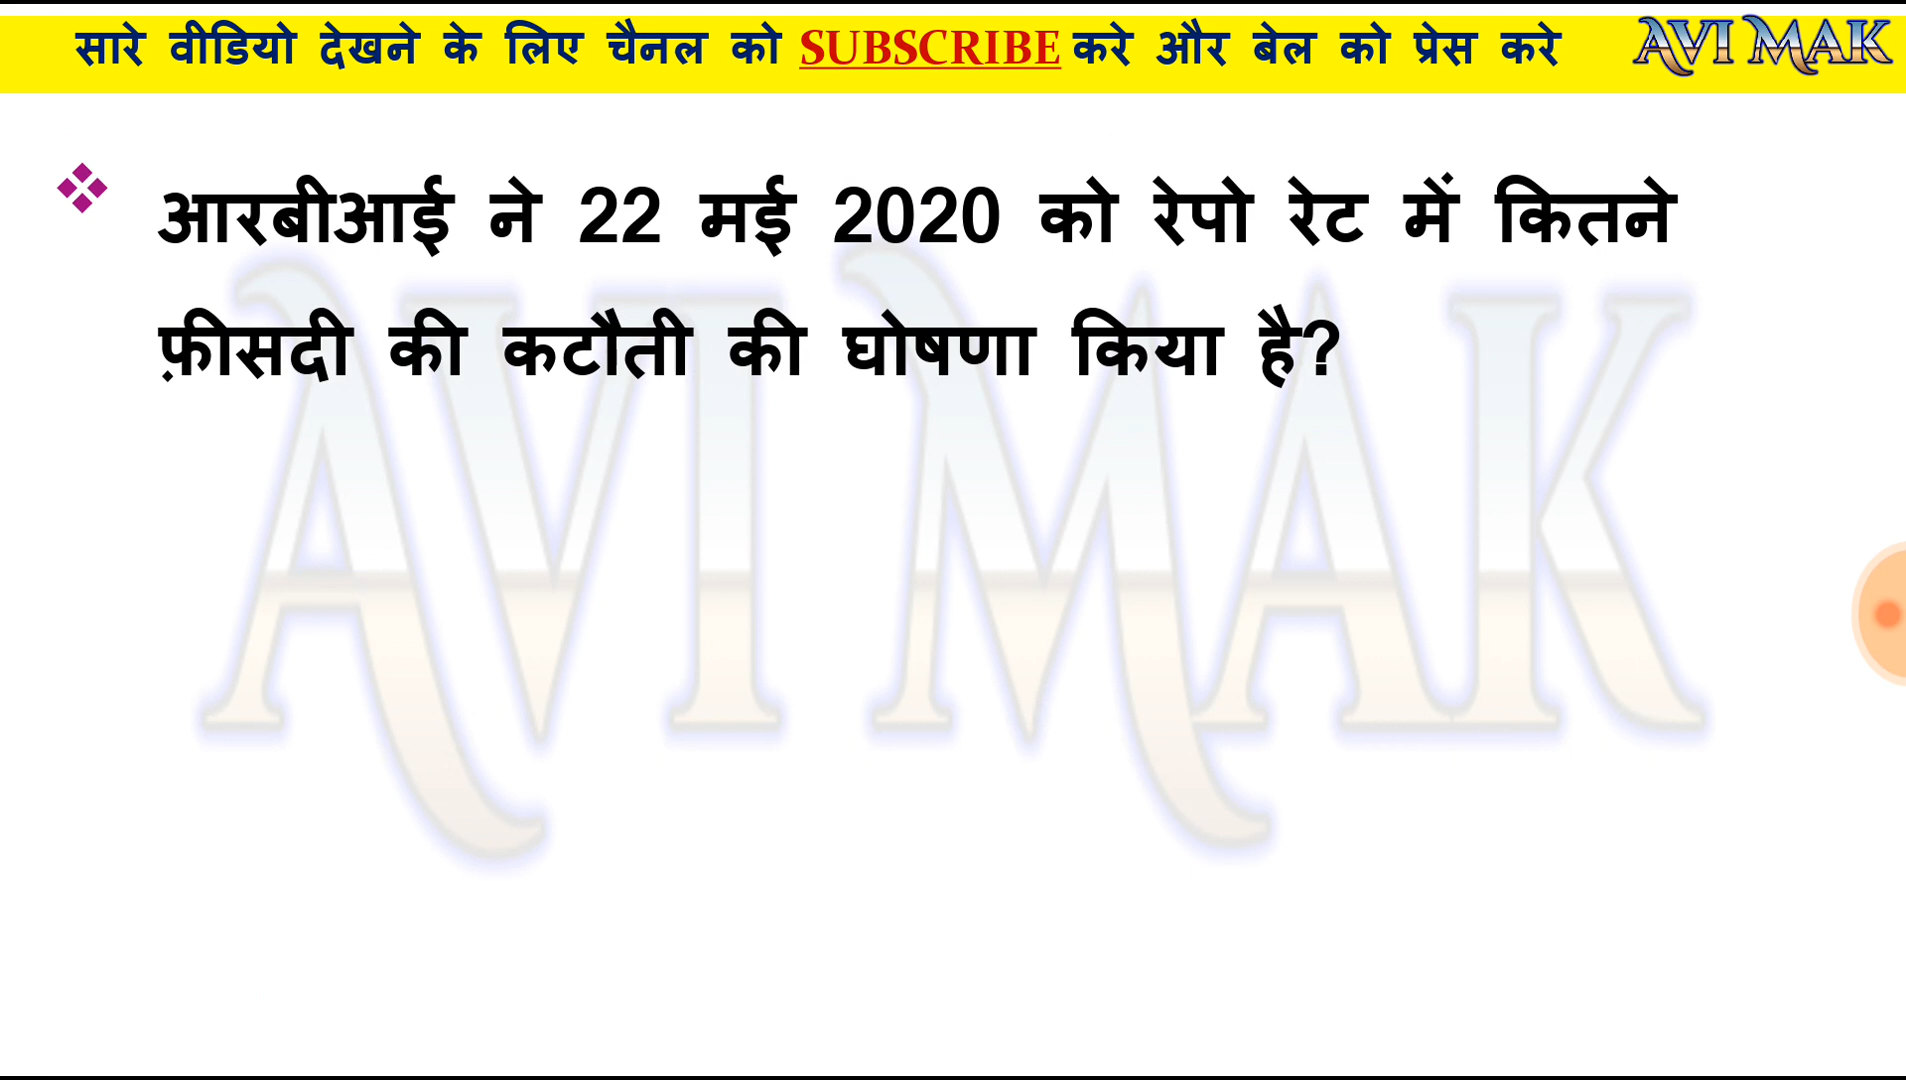 सारे वीडियो देखने के लिए चैनल को SUBSCRIBE करे और बेल को प्रेस करे AVI MAK
आरबीआई ने 22 मई 2020 को रेपो रेट में कितने
फ़ीसदी की कटौती की घोषणा किया है?
AVI MAK